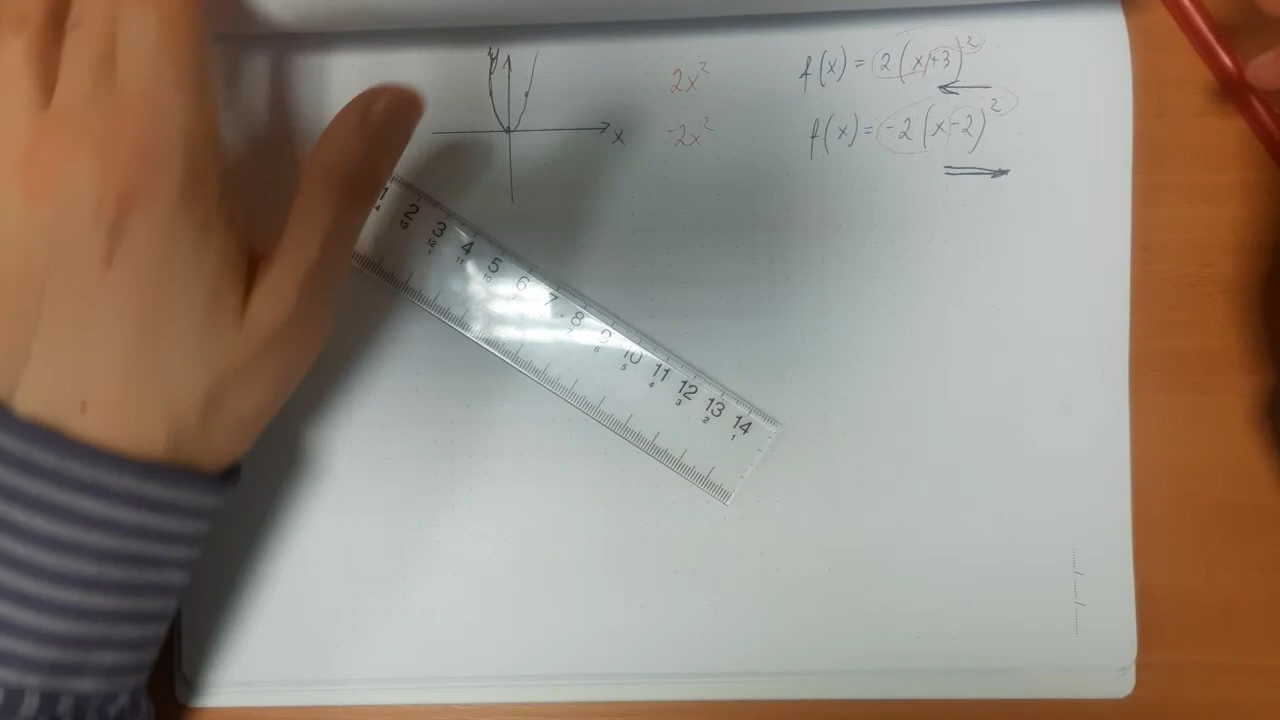 y
x
2x²
-2x²
f(x) = 2(x+3)²
f(x) = -2(x-2)²
1 2 3 4 5 6 7 8 9 10 11 12 13 14